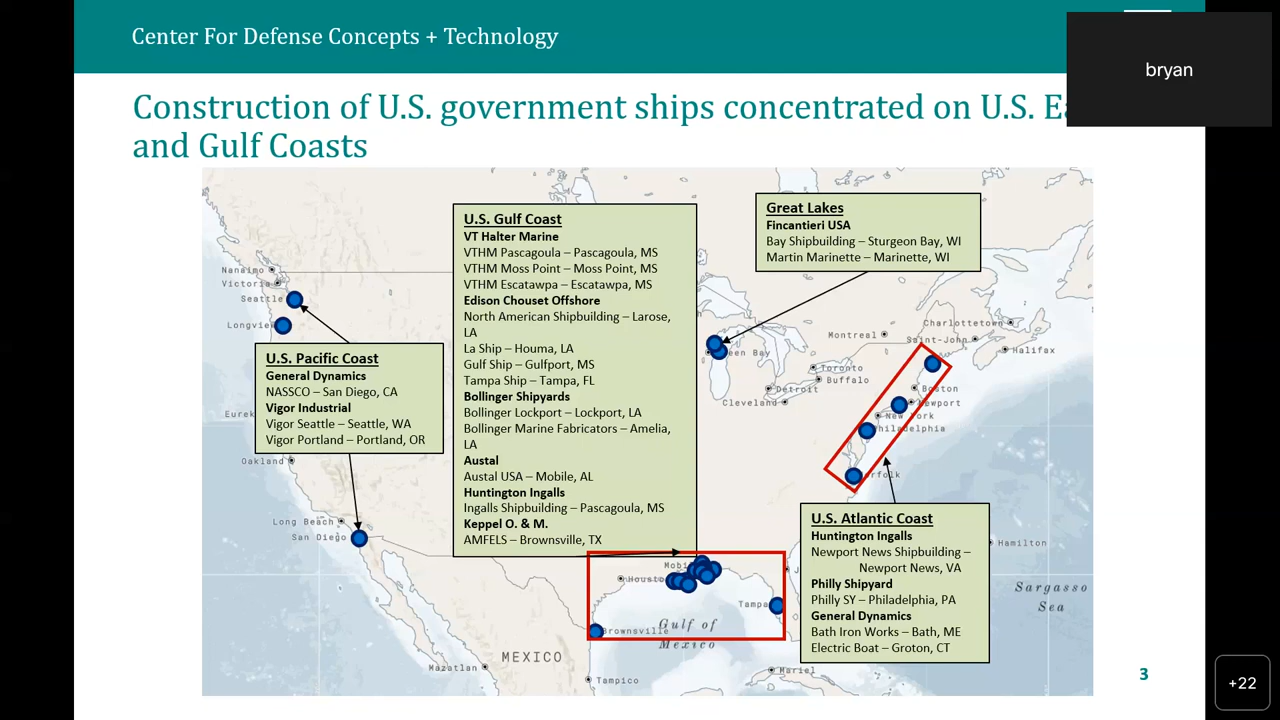 Center For Defense Concepts + Technology
bryan
Construction of U.S. government ships concentrated on U.S.
and Gulf Coasts
U.S. Gulf Coast
VT Halter Marine
VTHM Pascagoula – Pascagoula, MS
VTHM Moss Point – Moss Point, MS
VTHM Escatawpa – Escatawpa, MS
Edison Chouset Offshore
North American Shipbuilding – Larose,
LA
La Ship – Houma, LA
Gulf Ship – Gulfport, MS
Tampa Ship – Tampa, FL
Bollinger Shipyards
Bollinger Lockport – Lockport, LA
Bollinger Marine Fabricators – Amelia,
LA
Austal
Austal USA – Mobile, AL
Huntington Ingalls
Ingalls Shipbuilding – Pascagoula, MS
Keppel O. & M.
AMFELS – Brownsville, TX
Great Lakes
Fincantieri USA
Bay Shipbuilding – Sturgeon Bay, WI
Martin Marinette – Marinette, WI
U.S. Pacific Coast
General Dynamics
NASSCO – San Diego, CA
Vigor Industrial
Vigor Seattle – Seattle, WA
Vigor Portland – Portland, OR
U.S. Atlantic Coast
Huntington Ingalls
Newport News Shipbuilding –
Newport News, VA
Philly Shipyard
Philly SY – Philadelphia, PA
General Dynamics
Bath Iron Works – Bath, ME
Electric Boat – Groton, CT
Nanaimo
Victoria
Seattle
Longview
Oakland
Long Beach
San Diego
Mazatlan
MEXICO
Tampico
Houston
Brownsville
Tampa
Gulf of
Mexico
Mariel
Montreal
Toronto
Buffalo
Detroit
Cleveland
Bay
Charlottetown
Saint-John
Halifax
Boston
New York
Philadelphia
Hamilton
Sargasso
Sea
3
+22